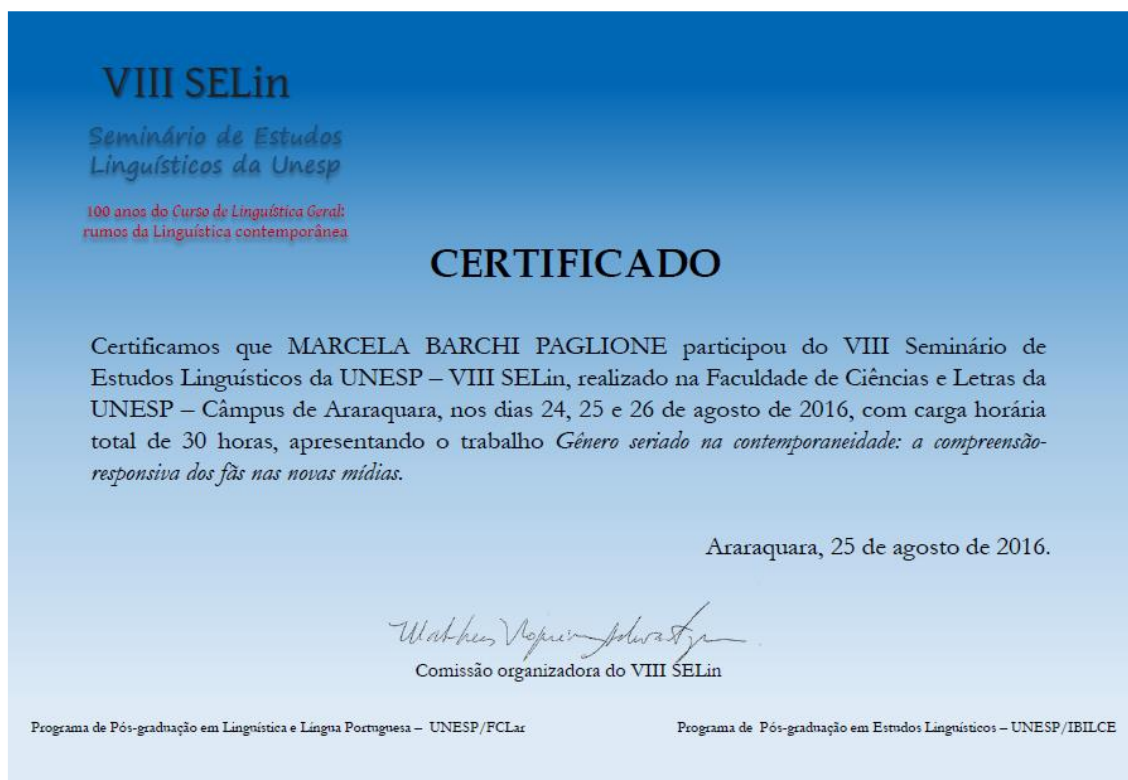 VIII SELin
Seminário de Estudos
Linguísticos da Unesp
100 anos do Curso de Linguística Geral:
rumos da Linguística contemporânea
CERTIFICADO
Certificamos que MARCELA BARCHI PAGLIONE participou do VIII Seminário de
Estudos Linguísticos da UNESP – VIII SELin, realizado na Faculdade de Ciências e Letras da
UNESP – Câmpus de Araraquara, nos dias 24, 25 e 26 de agosto de 2016, com carga horária
total de 30 horas, apresentando o trabalho Gênero seriado na contemporaneidade: a compreensão-
responsiva dos fãs nas novas mídias.
Araraquara, 25 de agosto de 2016.
Comissão organizadora do VIII SELin
Programa de Pós-graduação em Linguística e Língua Portuguesa – UNESP/FCLar
Programa de Pós-graduação em Estudos Linguísticos – UNESP/IBILCE